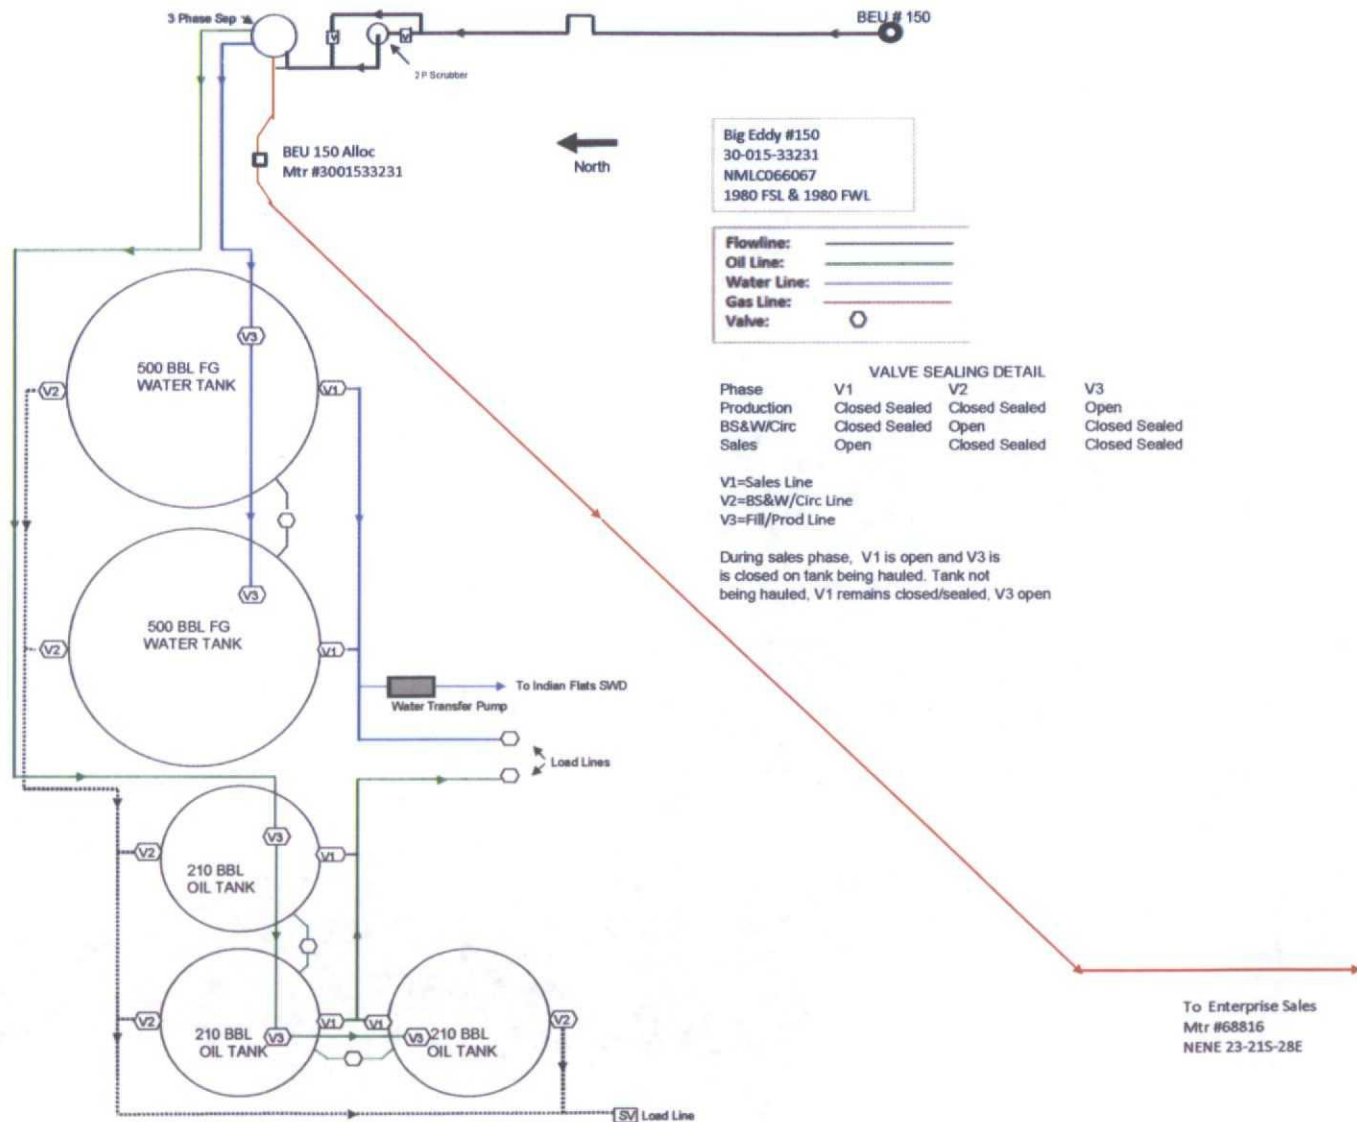 3 Phase Sep
BEU # 150
V
V
2 P Scrubber
BEU 150 Alloc
Mtr #3001533231
North
Big Eddy #150
30-015-33231
NMLC066067
1980 FSL & 1980 FWL
Flowline:
Oil Line:
Water Line:
Gas Line:
Valve:
VALVE SEALING DETAIL
Phase V1 V2 V3
Production Closed Sealed Closed Sealed Open
BS&W/Circ Closed Sealed Open Closed Sealed
Sales Open Closed Sealed Closed Sealed
V1=Sales Line
V2=BS&W/Circ Line
V3=Fill/Prod Line
During sales phase, V1 is open and V3 is
is closed on tank being hauled. Tank not
being hauled, V1 remains closed/sealed, V3 open
V3
500 BBL FG
WATER TANK
V2
V1
V3
500 BBL FG
WATER TANK
V2
V1
To Indian Flats SWD
Water Transfer Pump
Load Lines
V3
V2
V1
210 BBL
OIL TANK
V2
V1
V1
V2
210 BBL
OIL TANK
V3
V3
210 BBL
OIL TANK
SV Load Line
To Enterprise Sales
Mtr #68816
NENE 23-21S-28E